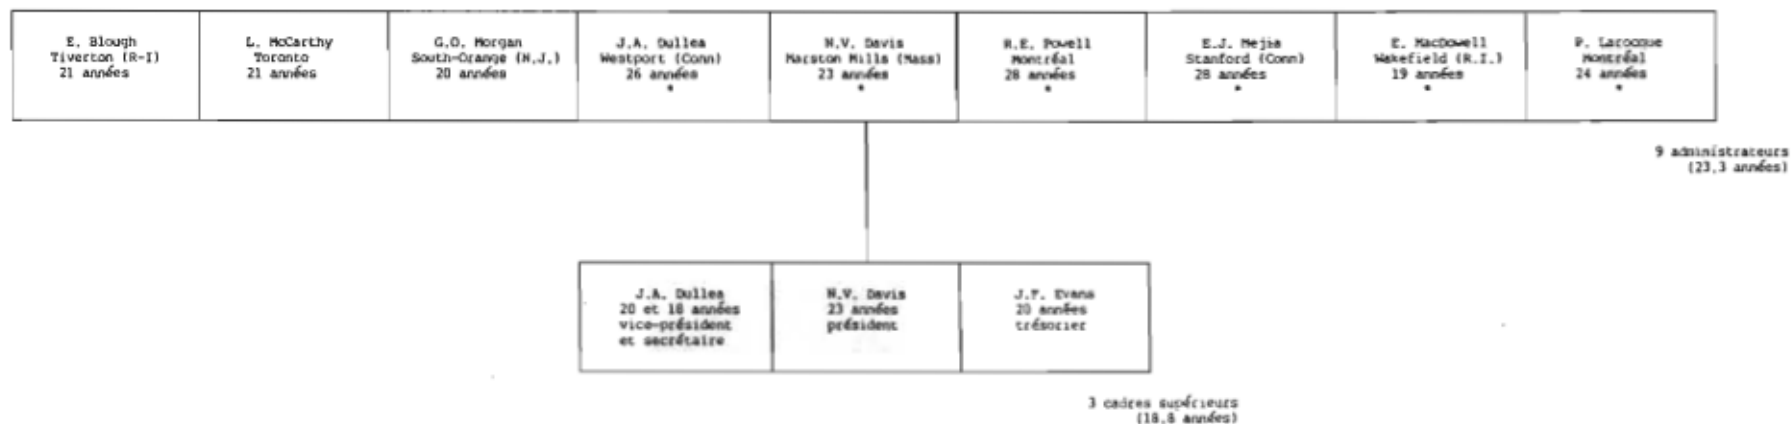 E. Blough
Tiverton (R-I)
21 années
L. McCarthy
Toronto
21 années
G.O. Morgan
South-Orange (N.J.)
20 années
J.A. Dullea
Westport (Conn)
26 années
*
N.V. Davis
Marston Mills (Mass)
23 années
*
R.E. Powell
Montréal
28 années
*
E.J. Mejia
Stanford (Conn)
28 années
*
E. MacDowell
Wakefield (R.I.)
19 années
*
P. Larocque
Montréal
24 années
*
9 administrateurs
(23,3 années)
J.A. Dullea
20 et 18 années
vice-président
et secrétaire
N.V. Davis
23 années
président
J.F. Evans
20 années
trésorier
3 cadres supérieurs
(18,8 années)